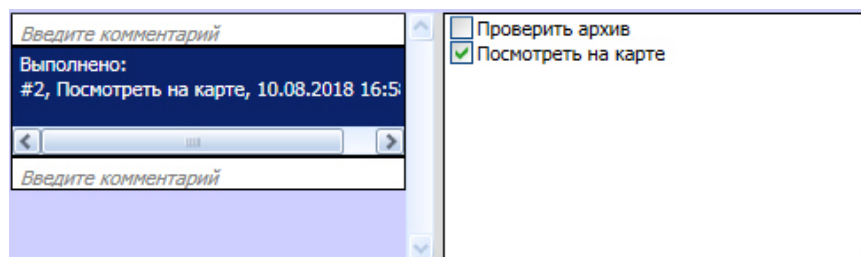 Введите комментарий
Выполнено:
#2, Посмотреть на карте, 10.08.2018 16:5
Введите комментарий
Проверить архив
Посмотреть на карте